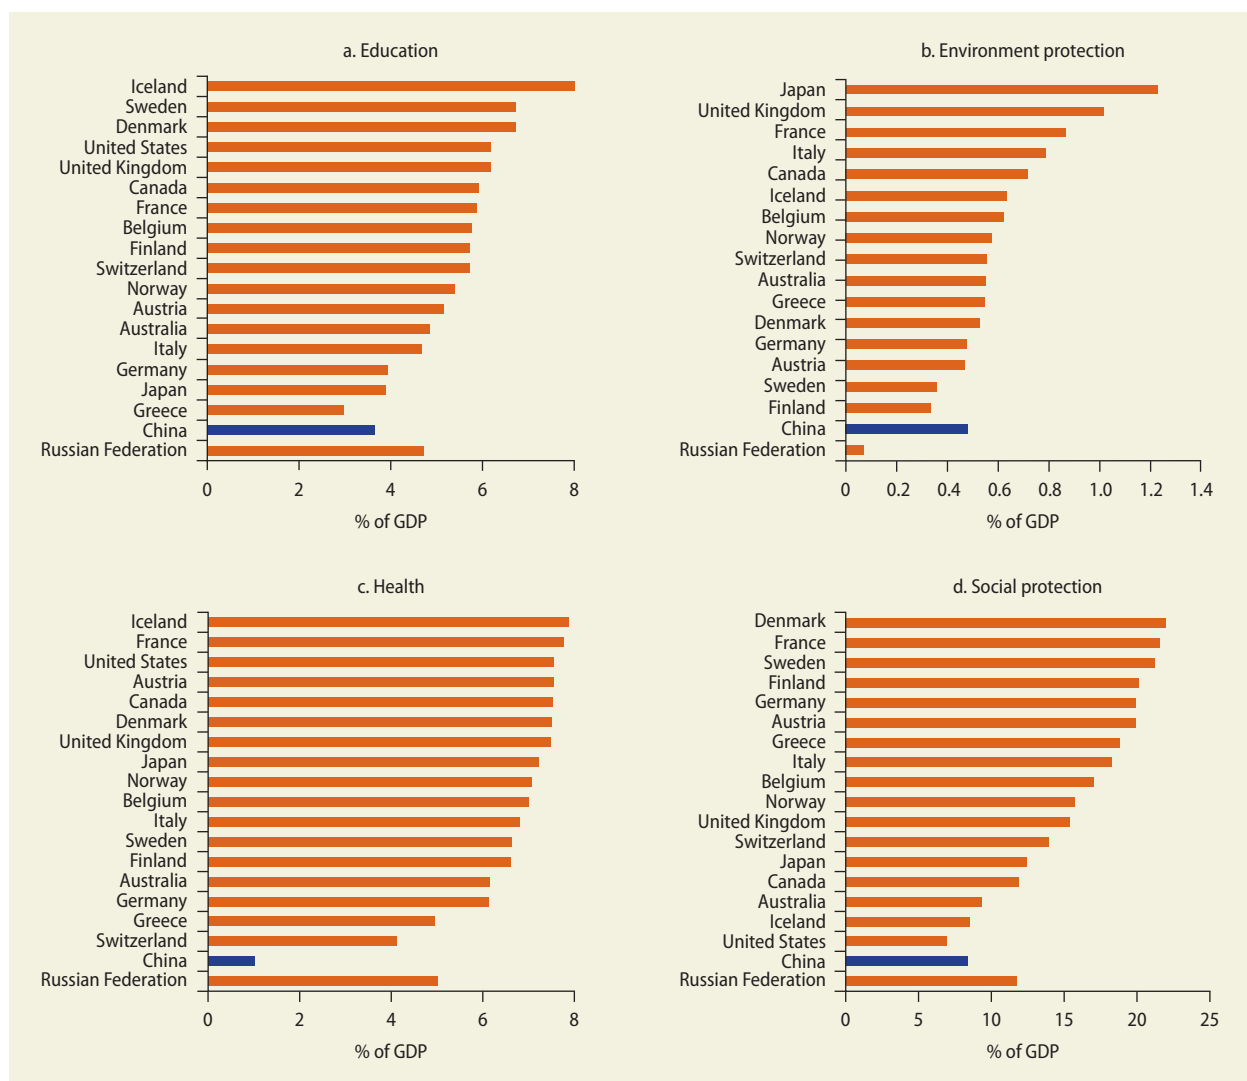 a. Education
Iceland
Sweden
Denmark
United States
United Kingdom
Canada
France
Belgium
Finland
Switzerland
Norway
Austria
Australia
Italy
Germany
Japan
Greece
China
Russian Federation
0 2 4 6 8
% of GDP
b. Environment protection
Japan
United Kingdom
France
Italy
Canada
Iceland
Belgium
Norway
Switzerland
Australia
Greece
Denmark
Germany
Austria
Sweden
Finland
China
Russian Federation
0 0.2 0.4 0.6 0.8 1.0 1.2 1.4
% of GDP
c. Health
Iceland
France
United States
Austria
Canada
Denmark
United Kingdom
Japan
Norway
Belgium
Italy
Sweden
Finland
Australia
Germany
Greece
Switzerland
China
Russian Federation
0 2 4 6 8
% of GDP
d. Social protection
Denmark
France
Sweden
Finland
Germany
Austria
Greece
Italy
Belgium
Norway
United Kingdom
Switzerland
Japan
Canada
Australia
Iceland
United States
China
Russian Federation
0 5 10 15 20 25
% of GDP